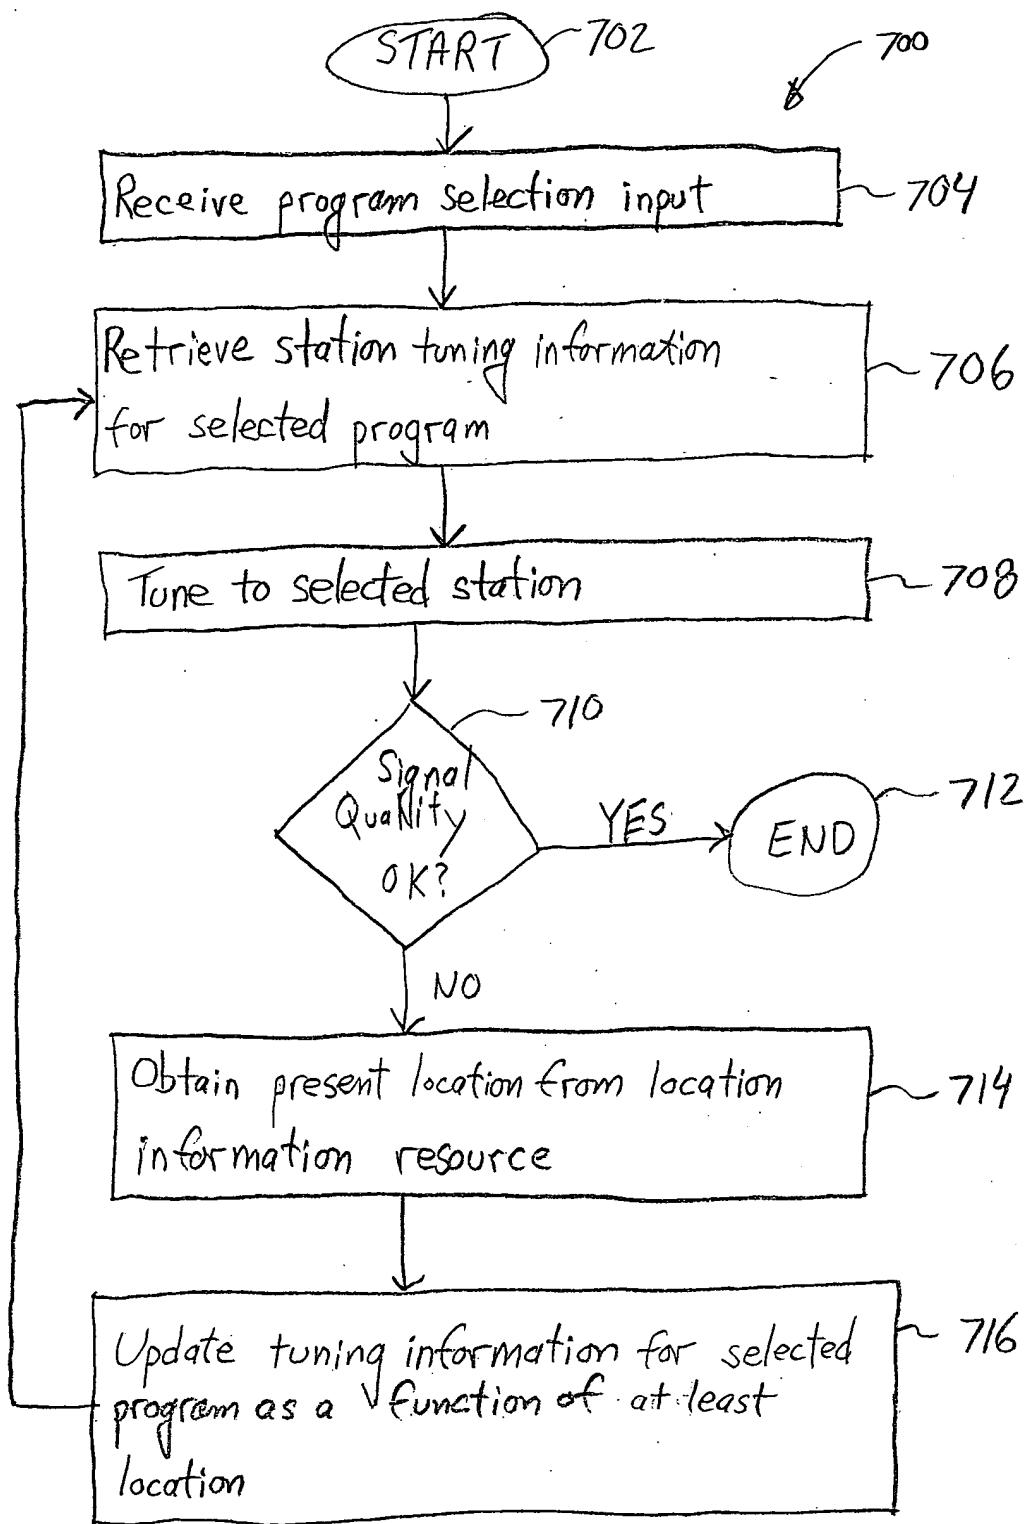 START 702
700
Receive program selection input 704
Retrieve station tuning information
for selected program
706
Tune to selected station 708
710
Signal
Quality
OK?
YES
END
712
NO
Obtain present location from location
information resource
714
Update tuning information for selected
program as a function of at least
location
716